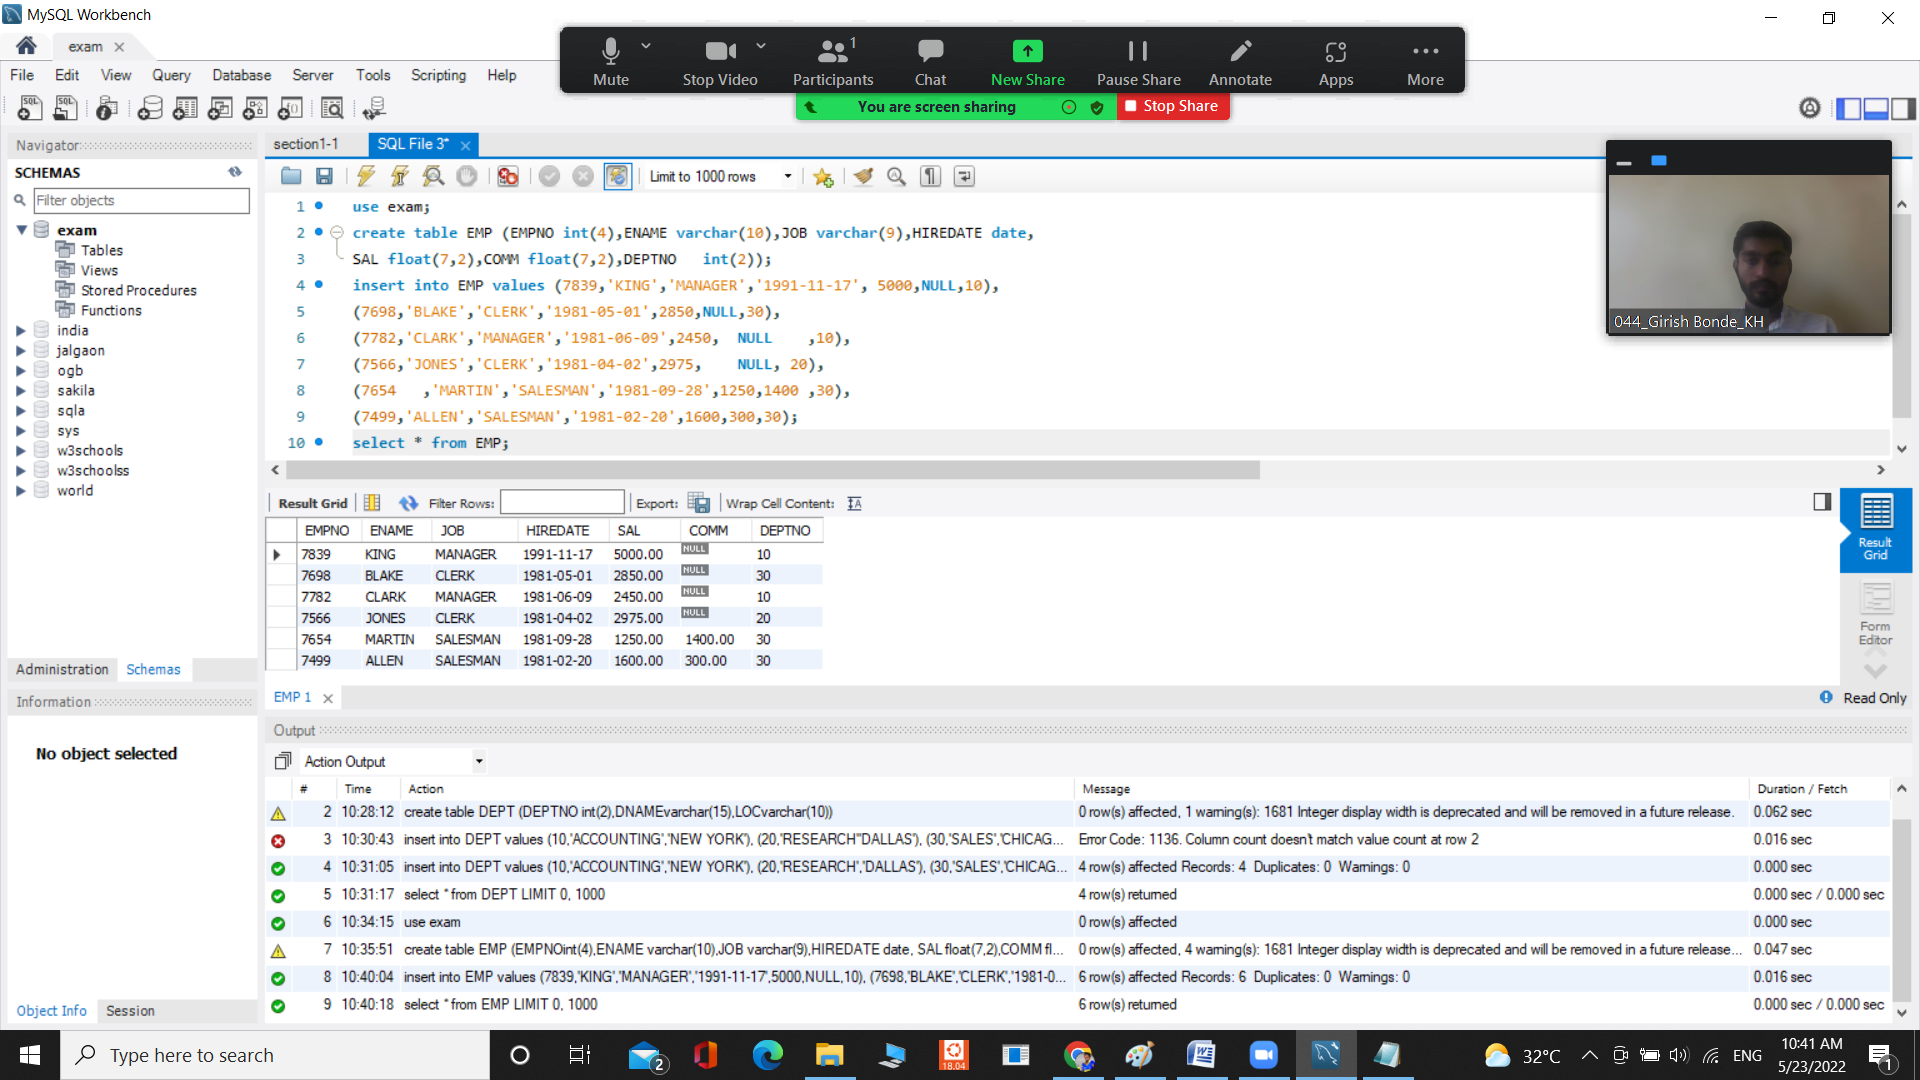 MySQL Workbench
exam
File Edit View Query Database Server Tools Scripting Help
Mute Stop Video Participants 1 Chat New Share Pause Share Annotate Apps More
You are screen sharing Stop Share
Navigator
SCHEMAS
Filter objects
exam
Tables
Views
Stored Procedures
Functions
india
jalgaon
ogb
sakila
sqla
sys
w3schools
w3schoolss
world
Administration Schemas
Information
No object selected
Object Info Session
section1-1 SQL File 3*
Limit to 1000 rows
1 use exam;
2 create table EMP (EMPNO int(4),ENAME varchar(10),JOB varchar(9),HIREDATE date,
3 SAL float(7,2),COMM float(7,2),DEPTNO int(2));
4 insert into EMP values (7839,'KING','MANAGER','1991-11-17', 5000,NULL,10),
5 (7698,'BLAKE','CLERK','1981-05-01',2850,NULL,30),
6 (7782,'CLARK','MANAGER','1981-06-09',2450, NULL ,10),
7 (7566,'JONES','CLERK','1981-04-02',2975, NULL, 20),
8 (7654 ,'MARTIN','SALESMAN','1981-09-28',1250,1400 ,30),
9 (7499,'ALLEN','SALESMAN','1981-02-20',1600,300,30);
10 select * from EMP;
044_Girish Bonde_KH
Result Grid Filter Rows: Export: Wrap Cell Content:
EMPNO ENAME JOB HIREDATE SAL COMM DEPTNO
7839 KING MANAGER 1991-11-17 5000.00 NULL 10
7698 BLAKE CLERK 1981-05-01 2850.00 NULL 30
7782 CLARK MANAGER 1981-06-09 2450.00 NULL 10
7566 JONES CLERK 1981-04-02 2975.00 NULL 20
7654 MARTIN SALESMAN 1981-09-28 1250.00 1400.00 30
7499 ALLEN SALESMAN 1981-02-20 1600.00 300.00 30
Result
Grid
Form
Editor
EMP 1
Read Only
Output
Action Output
# Time Action Message Duration / Fetch
2 10:28:12 create table DEPT (DEPTNO int(2),DNAMEvarchar(15),LOCvarchar(10)) 0 row(s) affected, 1 warning(s): 1681 Integer display width is deprecated and will be removed in a future release. 0.062 sec
3 10:30:43 insert into DEPT values (10,'ACCOUNTING','NEW YORK'), (20,'RESEARCH''DALLAS'), (30,'SALES','CHICAG... Error Code: 1136. Column count doesn't match value count at row 2 0.016 sec
4 10:31:05 insert into DEPT values (10,'ACCOUNTING','NEW YORK'), (20,'RESEARCH','DALLAS'), (30,'SALES','CHICAG... 4 row(s) affected Records: 4 Duplicates: 0 Warnings: 0 0.000 sec
5 10:31:17 select * from DEPT LIMIT 0, 1000 4 row(s) returned 0.000 sec / 0.000 sec
6 10:34:15 use exam 0 row(s) affected 0.000 sec
7 10:35:51 create table EMP (EMPNOint(4),ENAME varchar(10),JOB varchar(9),HIREDATE date, SAL float(7,2),COMM fl... 0 row(s) affected, 4 warning(s): 1681 Integer display width is deprecated and will be removed in a future release... 0.047 sec
8 10:40:04 insert into EMP values (7839,'KING','MANAGER','1991-11-17',5000,NULL,10), (7698,'BLAKE','CLERK','1981-0... 6 row(s) affected Records: 6 Duplicates: 0 Warnings: 0 0.016 sec
9 10:40:18 select * from EMP LIMIT 0, 1000 6 row(s) returned 0.000 sec / 0.000 sec
Type here to search
2
18.04
32°C ENG 10:41 AM
5/23/2022
1